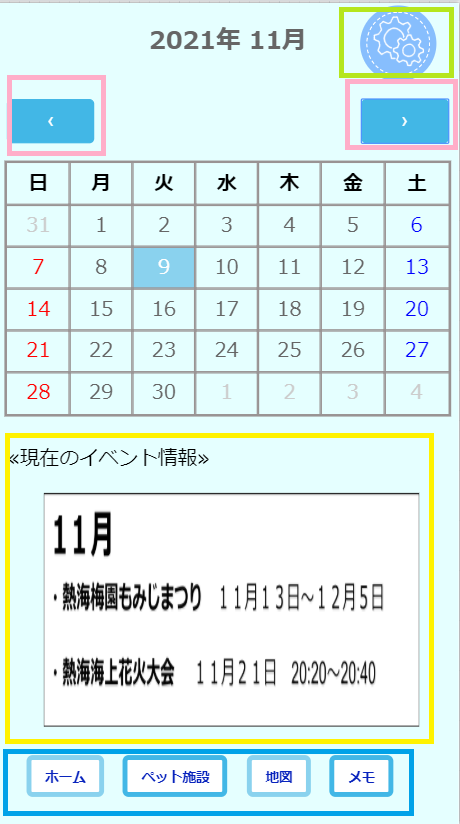 2021年 11月
‹ ›
日 月 火 水 木 金 土
31 1 2 3 4 5 6
7 8 9 10 11 12 13
14 15 16 17 18 19 20
21 22 23 24 25 26 27
28 29 30 1 2 3 4
«現在のイベント情報»
11月
・熱海梅園もみじまつり 11月13日～12月5日
・熱海海上花火大会 11月21日 20:20～20:40
ホーム ペット施設 地図 メモ